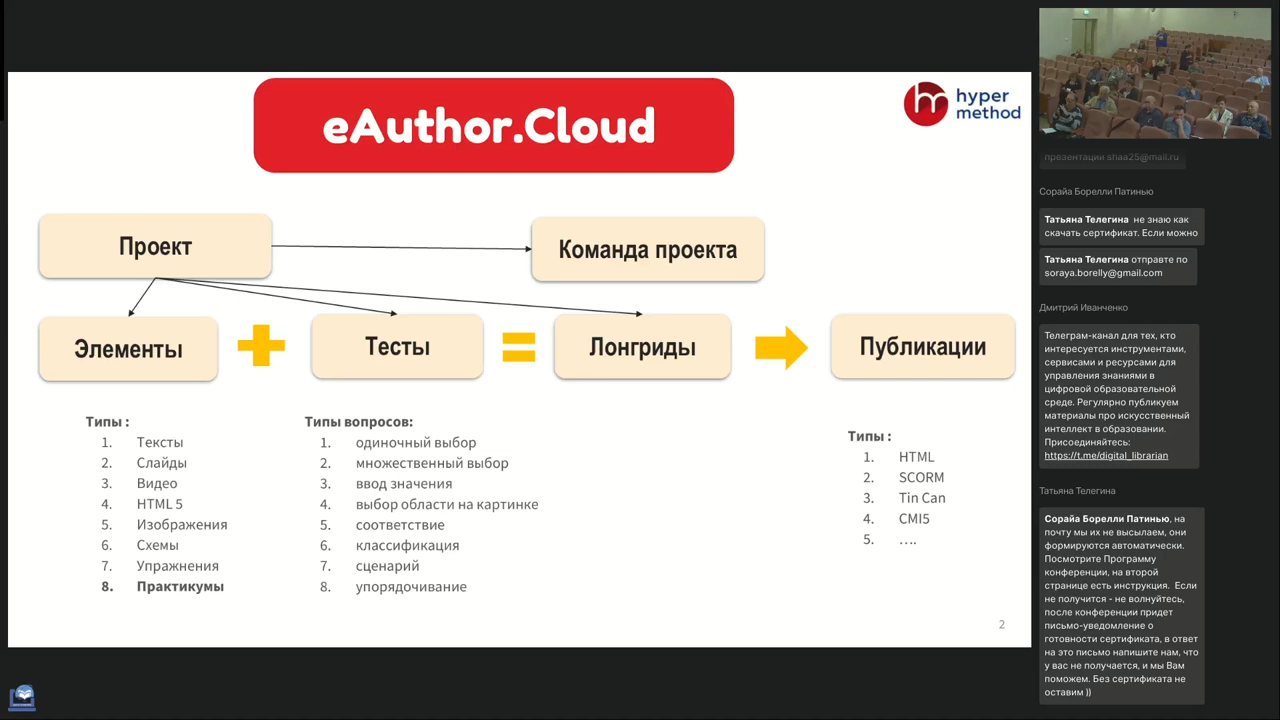 eAuthor.Cloud
hyper
method
Проект
Команда проекта
Элементы
Тесты
Лонгриды
Публикации
Типы :
1. Тексты
2. Слайды
3. Видео
4. HTML 5
5. Изображения
6. Схемы
7. Упражнения
8. Практикумы
Типы вопросов:
1. одиночный выбор
2. множественный выбор
3. ввод значения
4. выбор области на картинке
5. соответствие
6. классификация
7. сценарий
8. упорядочивание
Типы :
1. HTML
2. SCORM
3. Tin Can
4. CMI5
5. ....
2
презентации ahaa25@mail.ru
Сорайа Борелли Патинью
Татьяна Телегина не знаю как
скачать сертификат. Если можно
Татьяна Телегина отправте по
soraya.borelly@gmail.com
Дмитрий Иванченко
Телеграм-канал для тех, кто
интересуется инструментами,
сервисами и ресурсами для
управления знаниями в
цифровой образовательной
среде. Регулярно публикуем
материалы про искусственный
интеллект в образовании.
Присоединяйтесь:
https://t.me/digital_librarian
Татьяна Телегина
Сорайа Борелли Патинью, на
почту мы их не высылаем, они
формируются автоматически.
Посмотрите Программу
конференции, на второй
странице есть инструкция. Если
не получится - не волнуйтесь,
после конференции придет
письмо-уведомление о
готовности сертификата, в ответ
на это письмо напишите нам, что
у вас не получается, и мы Вам
поможем. Без сертификата не
оставим ))